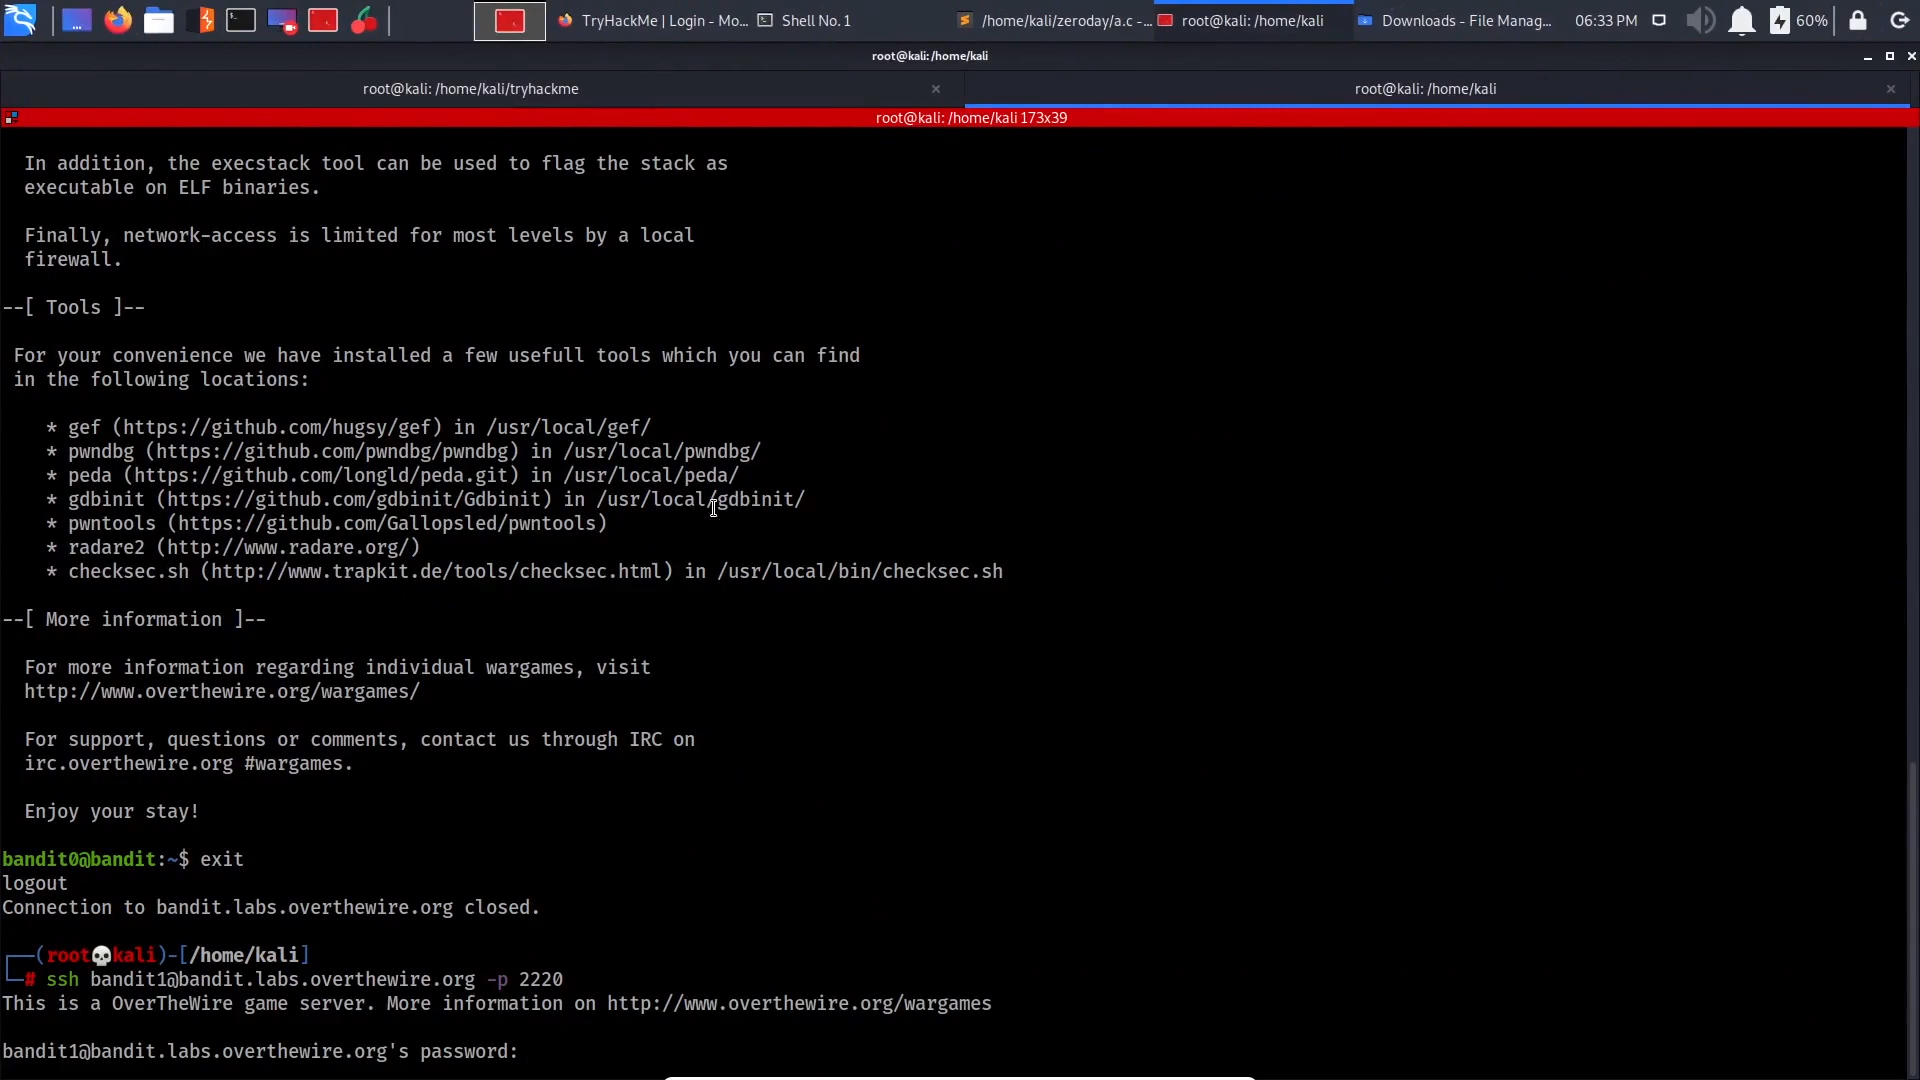 TryHackMe | Login - Mo...
Shell No. 1
/home/kali/zeroday/a.c -...
root@kali: /home/kali
Downloads - File Manag...
06:33 PM
60%
root@kali: /home/kali
root@kali: /home/kali/tryhackme
root@kali: /home/kali
root@kali: /home/kali 173x39
In addition, the execstack tool can be used to flag the stack as
executable on ELF binaries.
Finally, network-access is limited for most levels by a local
firewall.
--[ Tools ]--
For your convenience we have installed a few usefull tools which you can find
in the following locations:
* gef (https://github.com/hugsy/gef) in /usr/local/gef/
* pwndbg (https://github.com/pwndbg/pwndbg) in /usr/local/pwndbg/
* peda (https://github.com/longld/peda.git) in /usr/local/peda/
* gdbinit (https://github.com/gdbinit/Gdbinit) in /usr/local/gdbinit/
* pwntools (https://github.com/Gallopsled/pwntools)
* radare2 (http://www.radare.org/)
* checksec.sh (http://www.trapkit.de/tools/checksec.html) in /usr/local/bin/checksec.sh
--[ More information ]--
For more information regarding individual wargames, visit
http://www.overthewire.org/wargames/
For support, questions or comments, contact us through IRC on
irc.overthewire.org #wargames.
Enjoy your stay!
bandit0@bandit:~$ exit
logout
Connection to bandit.labs.overthewire.org closed.
┌──(root💀kali)-[/home/kali]
└─# ssh bandit1@bandit.labs.overthewire.org -p 2220
This is a OverTheWire game server. More information on http://www.overthewire.org/wargames
bandit1@bandit.labs.overthewire.org's password: